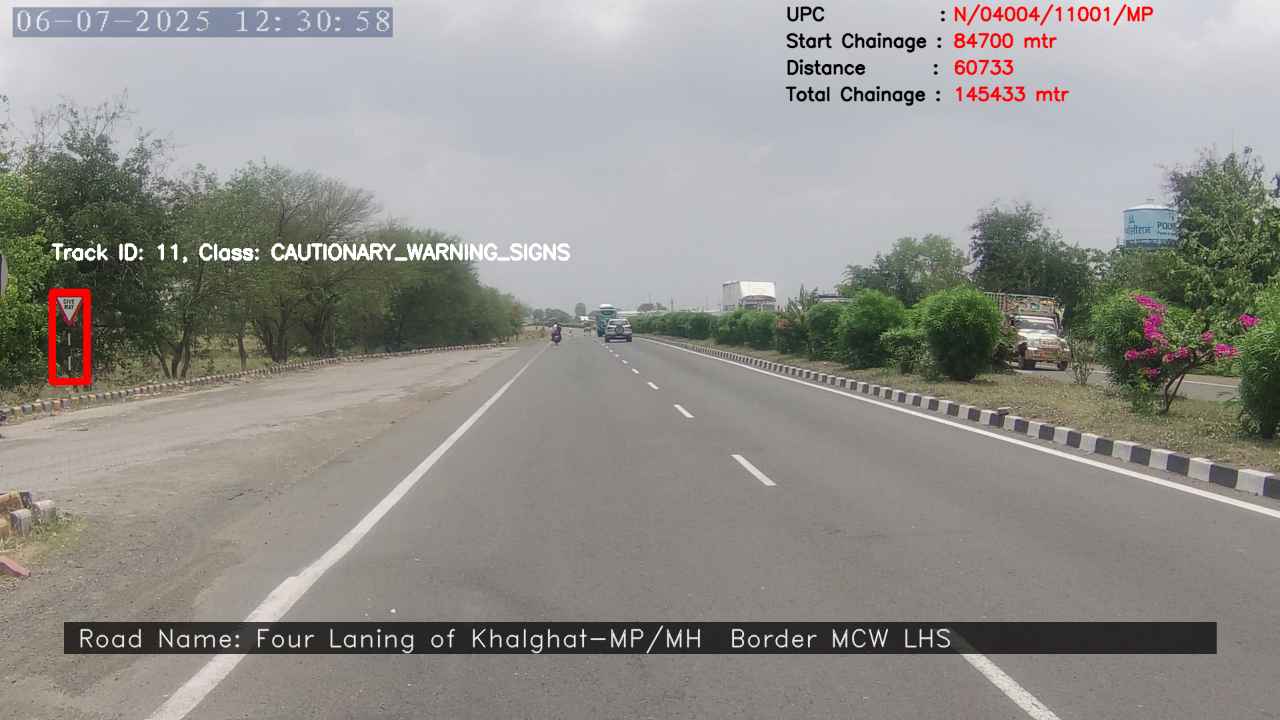 06-07-2025 12:30:58
UPC : N/04004/11001/MP
Start Chainage : 84700 mtr
Distance : 60733
Total Chainage : 145433 mtr
Track ID: 11, Class: CAUTIONARY_WARNING_SIGNS
GIVE
WAY
Road Name: Four Laning of Khalghat-MP/MH Border MCW LHS